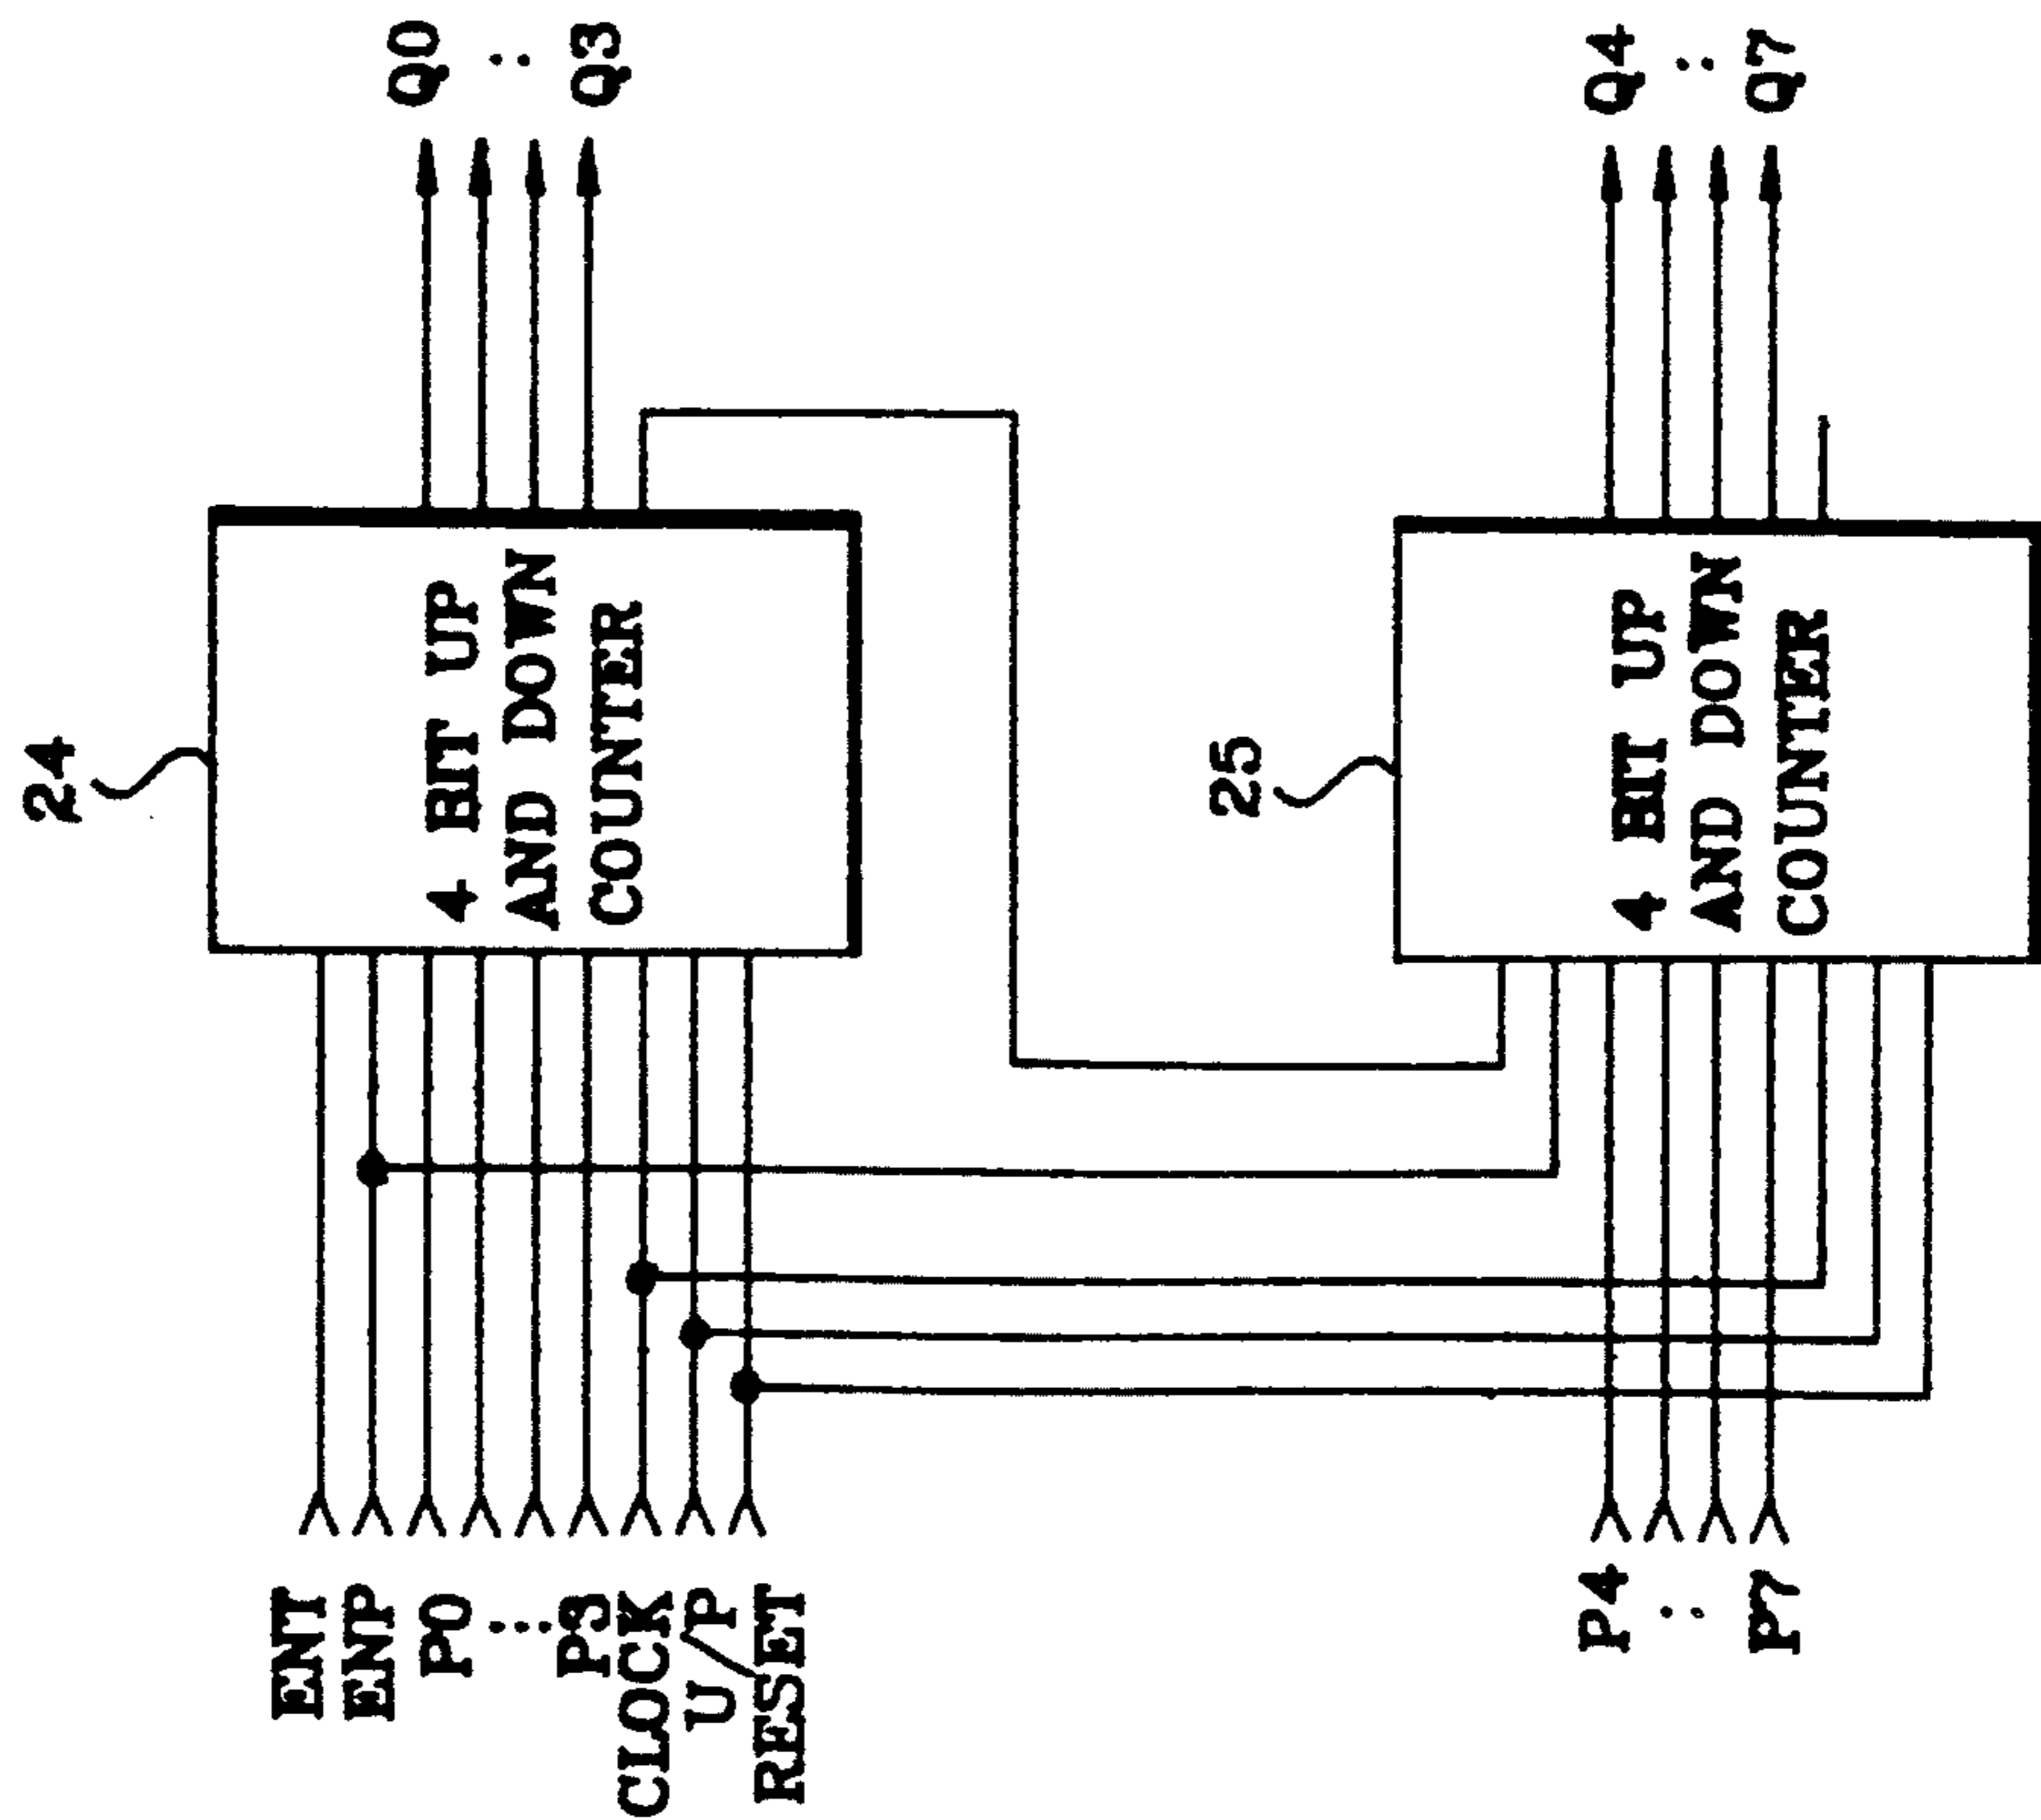 24
ENT
ENP
P0
⋮
P3
CLOCK
U/P
RESET
4 BIT UP
AND DOWN
COUNTER
Q0
:
Q3
25
P4
:
P7
4 BIT UP
AND DOWN
COUNTER
Q4
:
Q7